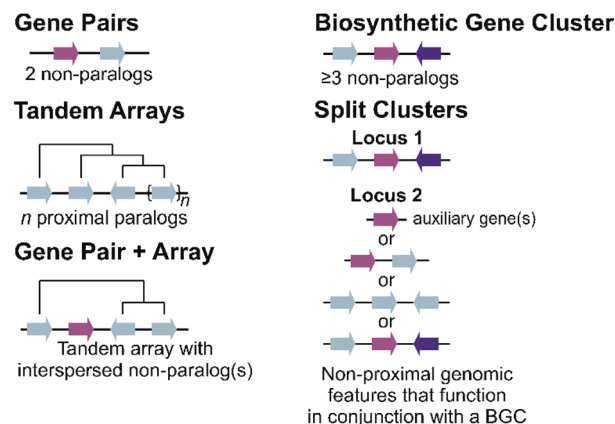 Gene Pairs
2 non-paralogs
Tandem Arrays
n
n proximal paralogs
Gene Pair + Array
Tandem array with
interspersed non-paralog(s)
Biosynthetic Gene Cluster
≥3 non-paralogs
Split Clusters
Locus 1
Locus 2
auxiliary gene(s)
or
or
or
Non-proximal genomic
features that function
in conjunction with a BGC